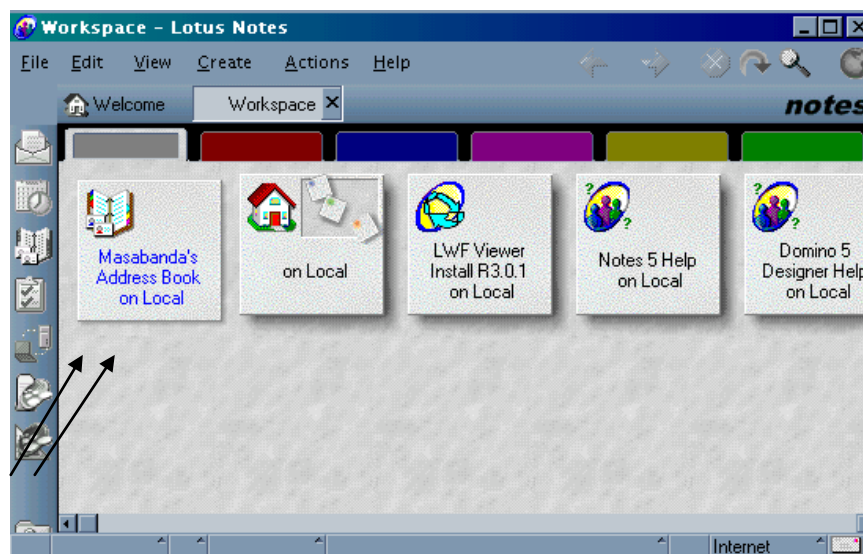 Workspace - Lotus Notes
File Edit View Create Actions Help
Welcome Workspace
notes
Masabanda's
Address Book
on Local
on Local
LWF Viewer
Install R3.0.1
on Local
Notes 5 Help
on Local
Domino 5
Designer Help
on Local
Internet